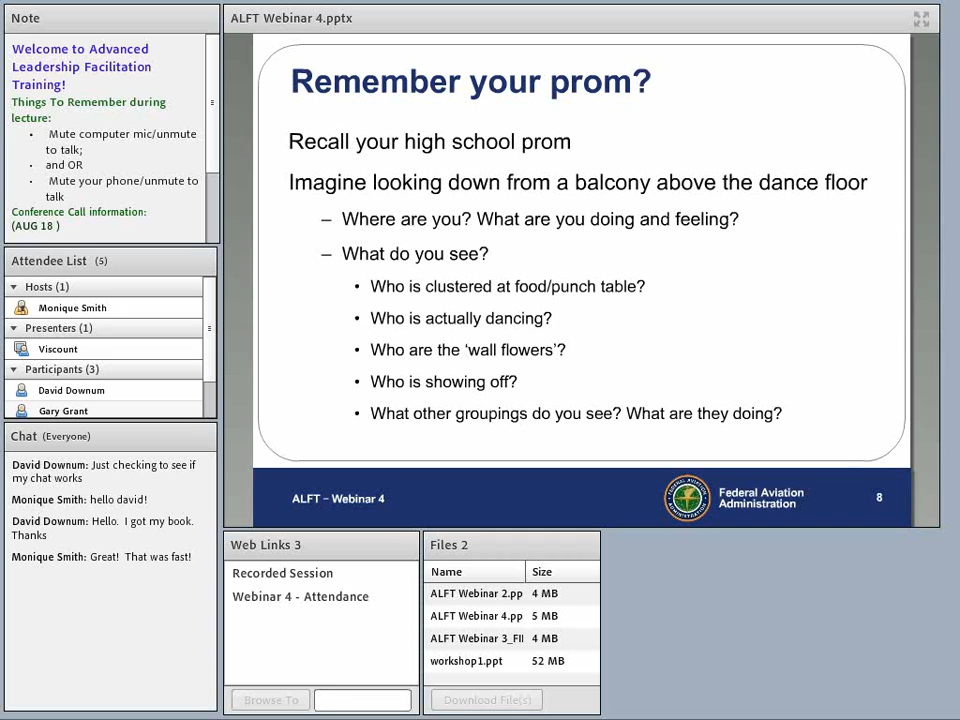 Note
Welcome to Advanced
Leadership Facilitation
Training!
Things To Remember during
lecture:
• Mute computer mic/unmute
to talk;
• and OR
• Mute your phone/unmute to
talk
Conference Call information:
(AUG 18 )
Attendee List (5)
Hosts (1)
Monique Smith
Presenters (1)
Viscount
Participants (3)
David Downum
Gary Grant
Chat (Everyone)
David Downum: Just checking to see if
my chat works
Monique Smith: hello david!
David Downum: Hello. I got my book.
Thanks
Monique Smith: Great! That was fast!
ALFT Webinar 4.pptx
Remember your prom?
Recall your high school prom
Imagine looking down from a balcony above the dance floor
– Where are you? What are you doing and feeling?
– What do you see?
• Who is clustered at food/punch table?
• Who is actually dancing?
• Who are the ‘wall flowers’?
• Who is showing off?
• What other groupings do you see? What are they doing?
ALFT – Webinar 4
Federal Aviation
Administration
8
Web Links 3
Recorded Session
Webinar 4 - Attendance
Browse To
Files 2
Name Size
ALFT Webinar 2.pp 4 MB
ALFT Webinar 4.pp 5 MB
ALFT Webinar 3_FII 4 MB
workshop1.ppt 52 MB
Download File(s)